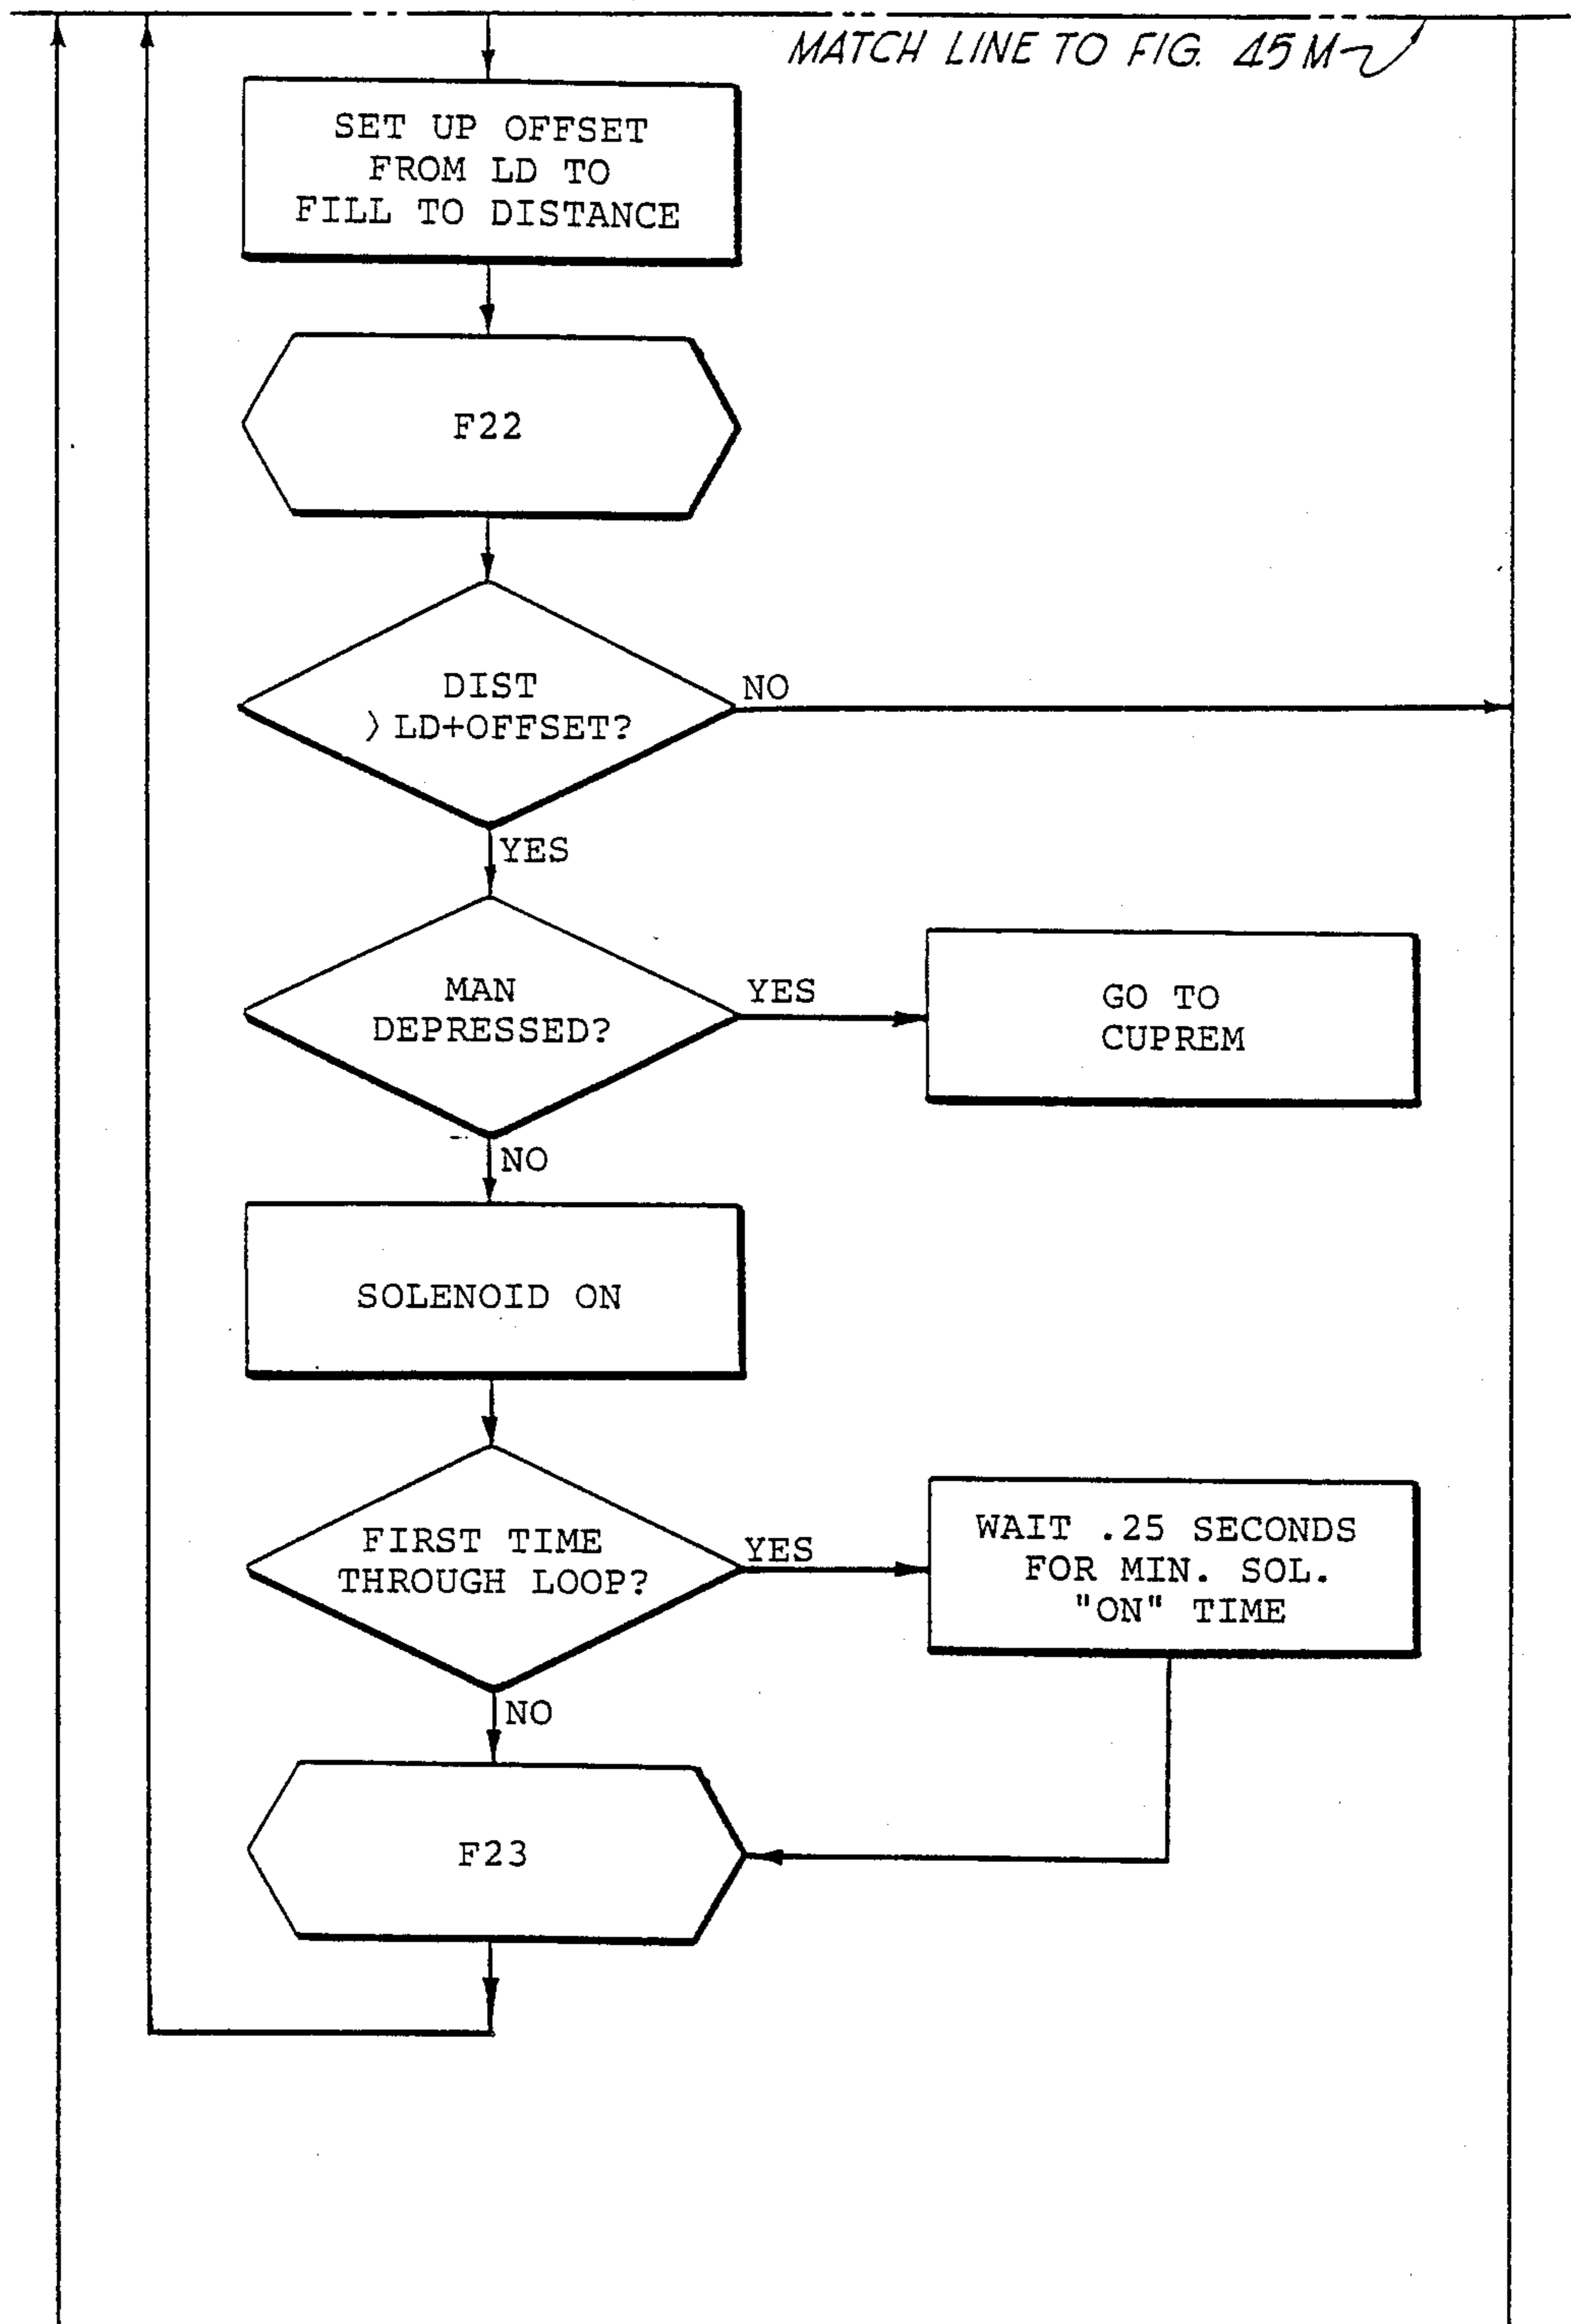 MATCH LINE TO FIG. 45M
SET UP OFFSET
FROM LD TO
FILL TO DISTANCE
F22
DIST
>LD+OFFSET?
NO
YES
MAN
DEPRESSED?
YES
GO TO
CUPREM
NO
SOLENOID ON
FIRST TIME
THROUGH LOOP?
YES
WAIT .25 SECONDS
FOR MIN. SOL.
"ON" TIME
NO
F23